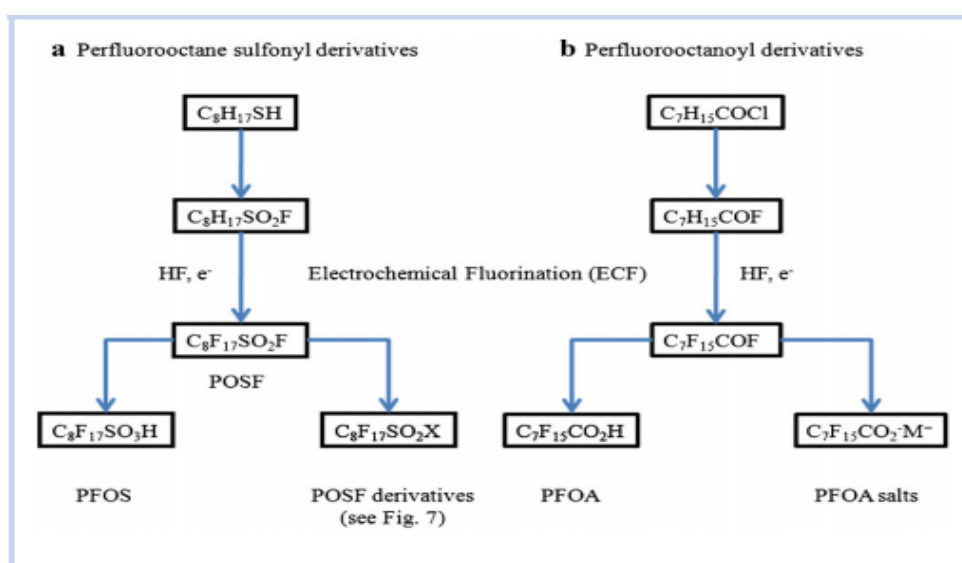 a Perfluorooctane sulfonyl derivatives
b Perfluorooctanoyl derivatives
C₈H₁₇SH
C₇H₁₅COCl
C₈H₁₇SO₂F
C₇H₁₅COF
HF, e⁻
Electrochemical Fluorination (ECF)
HF, e⁻
C₈F₁₇SO₂F
C₇F₁₅COF
POSF
C₈F₁₇SO₃H
C₈F₁₇SO₂X
C₇F₁₅CO₂H
C₇F₁₅CO₂⁻M⁻
PFOS
POSF derivatives
(see Fig. 7)
PFOA
PFOA salts